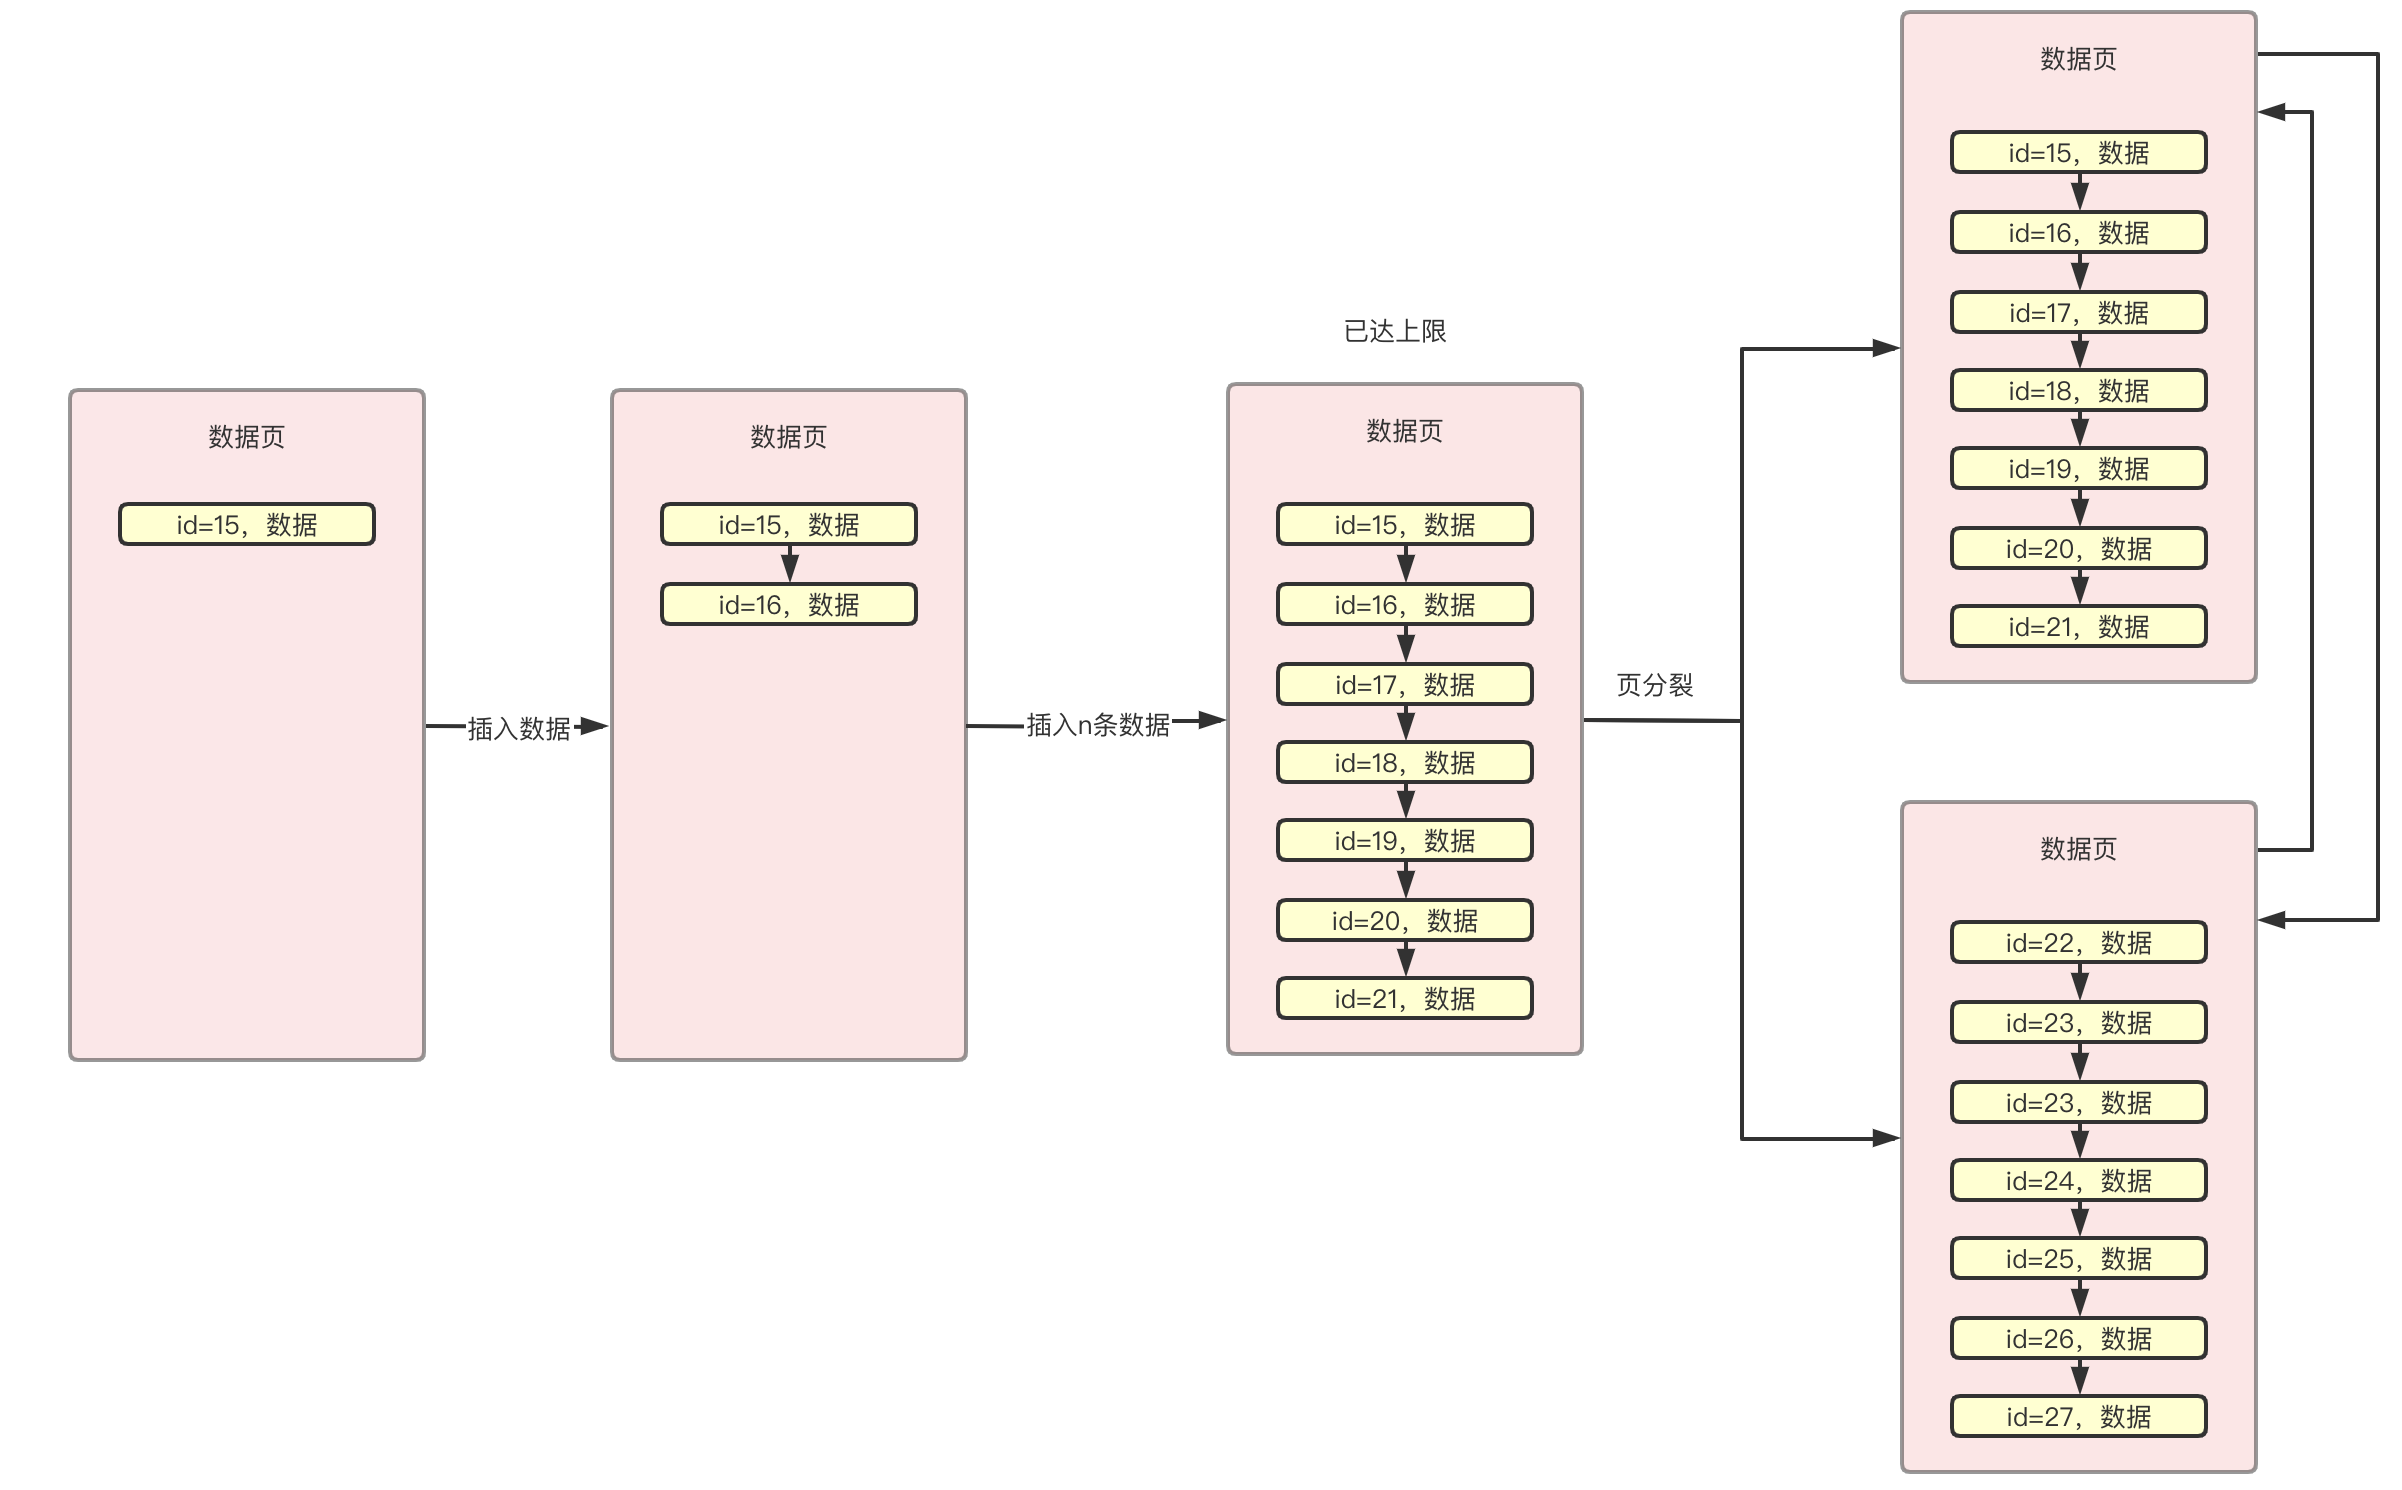 数据页
id=15，数据
插入数据
数据页
id=15，数据
id=16，数据
插入n条数据
已达上限
数据页
id=15，数据
id=16，数据
id=17，数据
id=18，数据
id=19，数据
id=20，数据
id=21，数据
页分裂
数据页
id=15，数据
id=16，数据
id=17，数据
id=18，数据
id=19，数据
id=20，数据
id=21，数据
数据页
id=22，数据
id=23，数据
id=23，数据
id=24，数据
id=25，数据
id=26，数据
id=27，数据